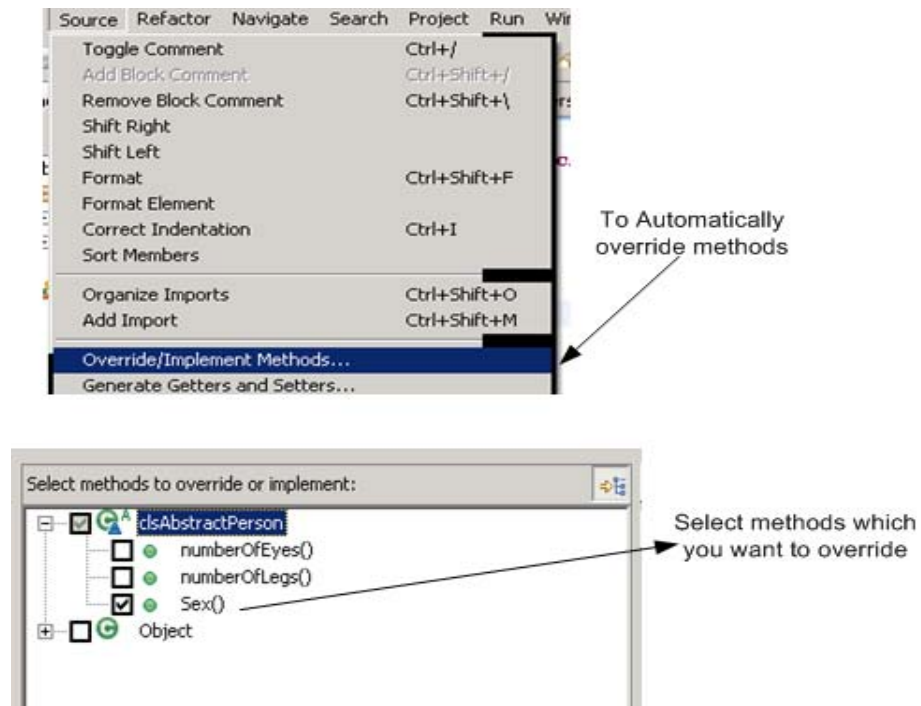 Source Refactor Navigate Search Project Run
Toggle Comment Ctrl+/
Add Block Comment Ctrl+Shift+/
Remove Block Comment Ctrl+Shift+\
Shift Right
Shift Left
Format Ctrl+Shift+F
Format Element
Correct Indentation Ctrl+I
Sort Members
Organize Imports Ctrl+Shift+O
Add Import Ctrl+Shift+M
Override/Implement Methods...
Generate Getters and Setters...
To Automatically
override methods
Select methods to override or implement:
clsAbstractPerson
numberOfEyes()
numberOfLegs()
Sex()
Object
Select methods which
you want to override